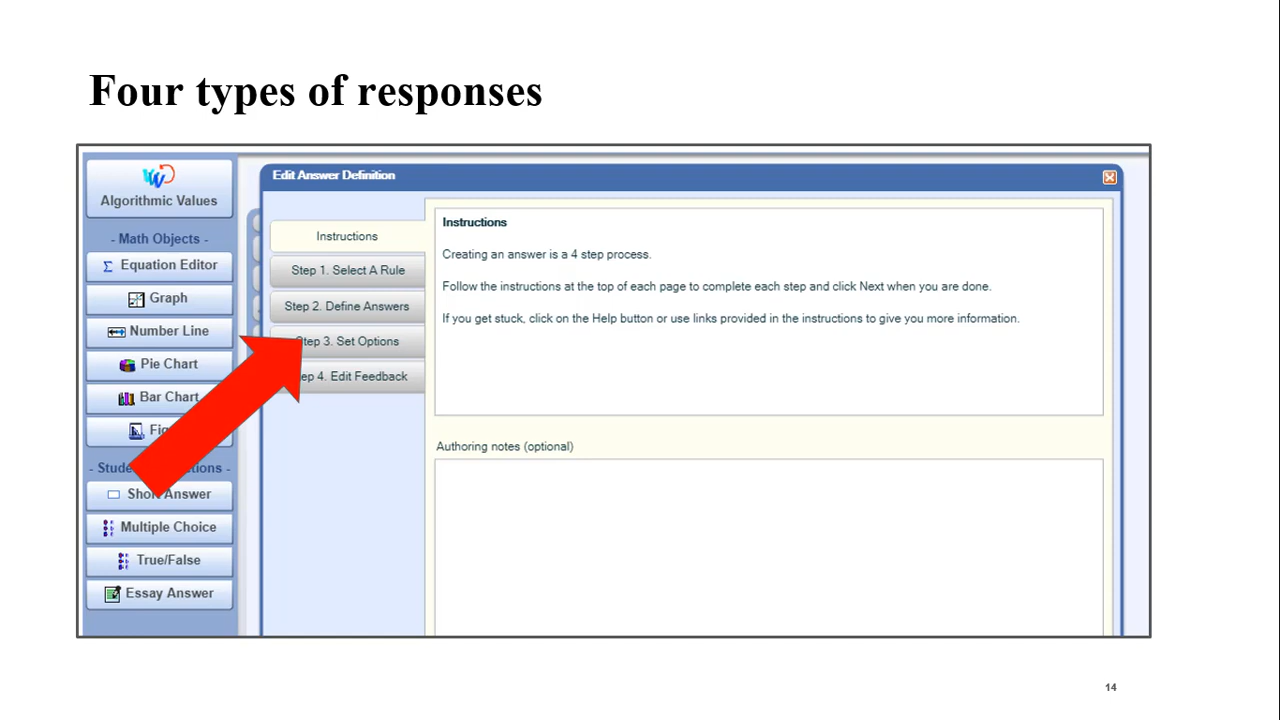 Four types of responses
Algorithmic Values
- Math Objects -
Σ Equation Editor
Graph
Number Line
Pie Chart
Bar Chart
- Student
Short Answer
Multiple Choice
True/False
Essay Answer
Edit Answer Definition
Instructions
Step 1. Select A Rule
Step 2. Define Answers
Step 3. Set Options
Step 4. Edit Feedback
Instructions
Creating an answer is a 4 step process.
Follow the instructions at the top of each page to complete each step and click Next when you are done.
If you get stuck, click on the Help button or use links provided in the instructions to give you more information.
Authoring notes (optional)
14